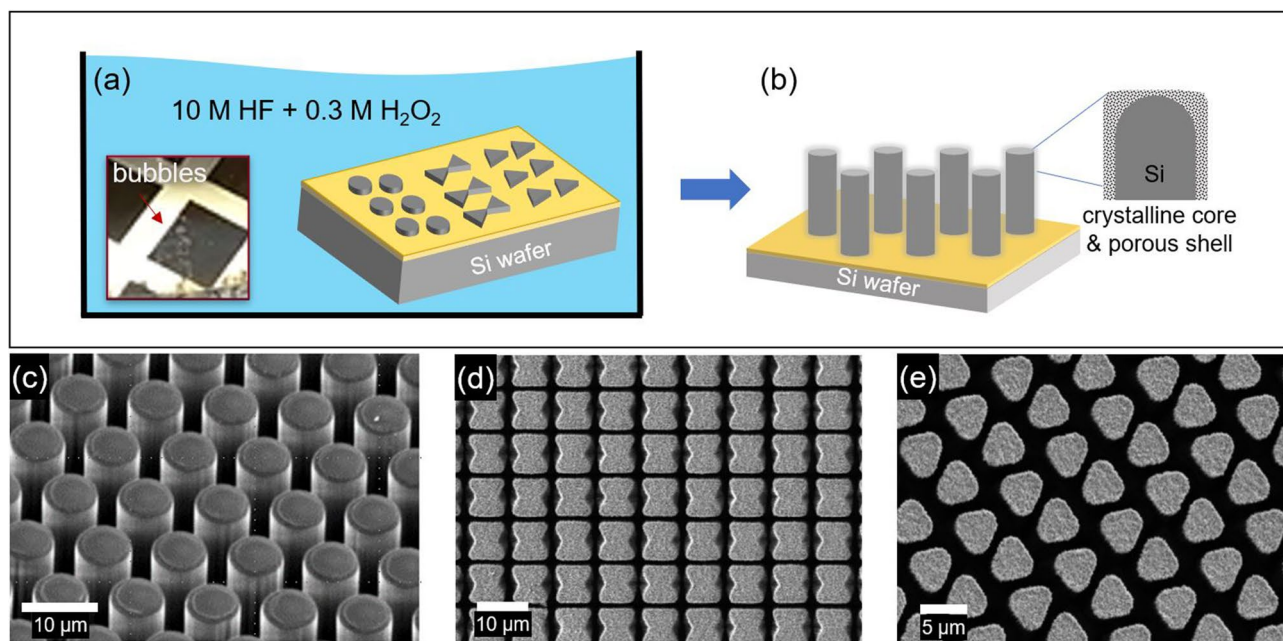 (a)
10 M HF + 0.3 M H₂O₂
bubbles
Si wafer
(b)
Si
crystalline core
& porous shell
Si wafer
(c)
10 µm
(d)
10 µm
(e)
5 µm